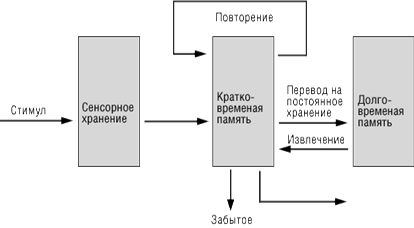 Повторение
Стимул
Сенсорное
хранение
Кратко-
временая
память
Перевод на
постоянное
хранение
Извлечение
Долго-
временая
память
Забытое